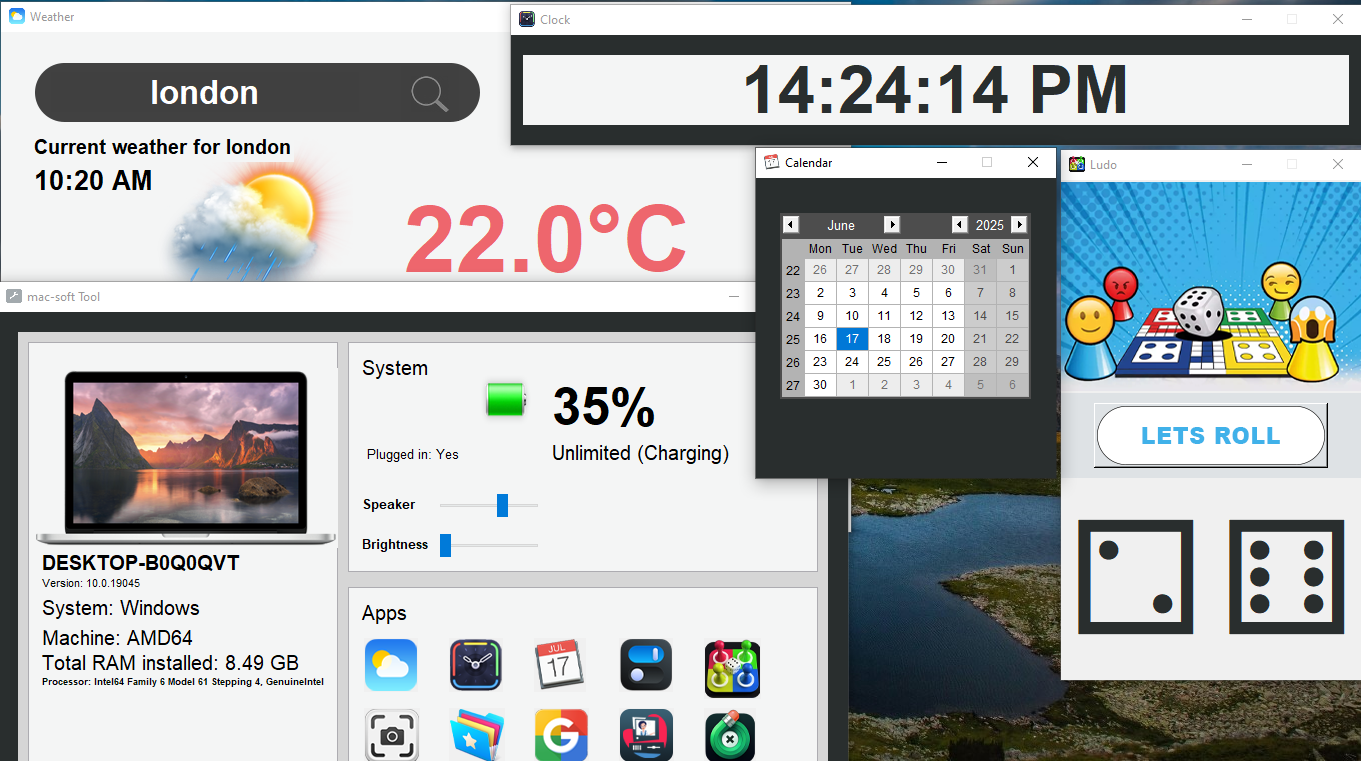 Weather
london
Current weather for london
10:20 AM
22.0°C
Clock
14:24:14 PM
Calendar
June 2025
Mon Tue Wed Thu Fri Sat Sun
22 26 27 28 29 30 31 1
23 2 3 4 5 6 7 8
24 9 10 11 12 13 14 15
25 16 17 18 19 20 21 22
26 23 24 25 26 27 28 29
27 30 1 2 3 4 5 6
Ludo
LETS ROLL
mac-soft Tool
DESKTOP-B0Q0QVT
Version: 10.0.19045
System: Windows
Machine: AMD64
Total RAM installed: 8.49 GB
Processor: Intel64 Family 6 Model 61 Stepping 4, GenuineIntel
System
35%
Plugged in: Yes
Unlimited (Charging)
Speaker
Brightness
Apps
JUL
17
G